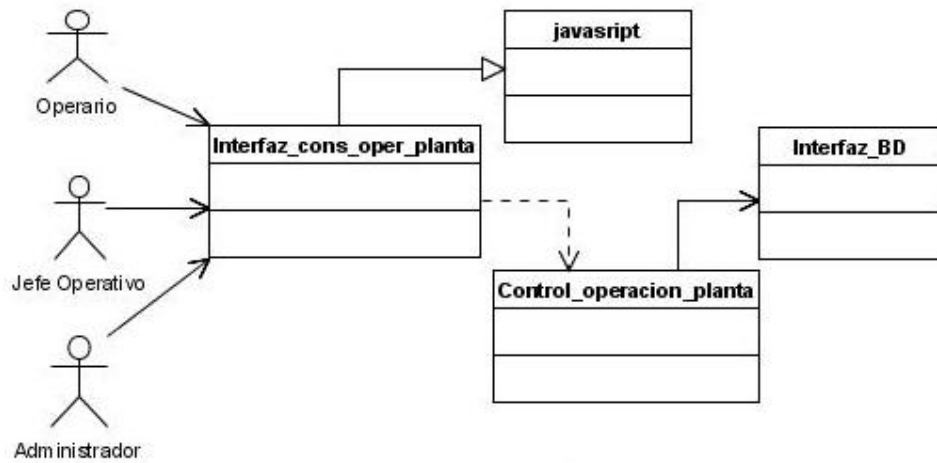 javasript
Operario
Interfaz_cons_oper_planta
Interfaz_BD
Jefe Operativo
Control_operacion_planta
Administrador